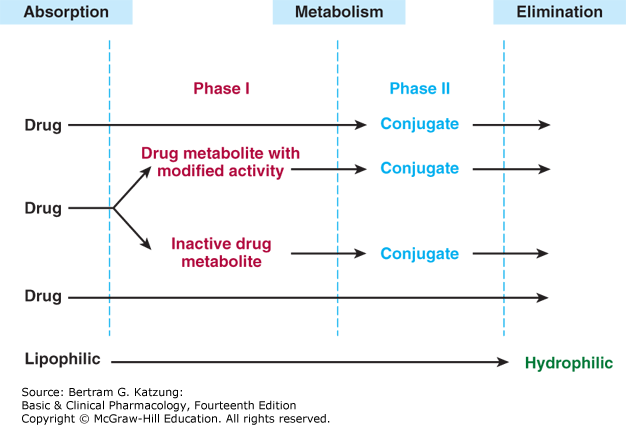 Absorption Metabolism Elimination
Phase I Phase II
Drug Conjugate
Drug metabolite with
modified activity Conjugate
Drug
Inactive drug
metabolite Conjugate
Drug
Lipophilic Hydrophilic
Source: Bertram G. Katzung:
Basic & Clinical Pharmacology, Fourteenth Edition
Copyright © McGraw-Hill Education. All rights reserved.